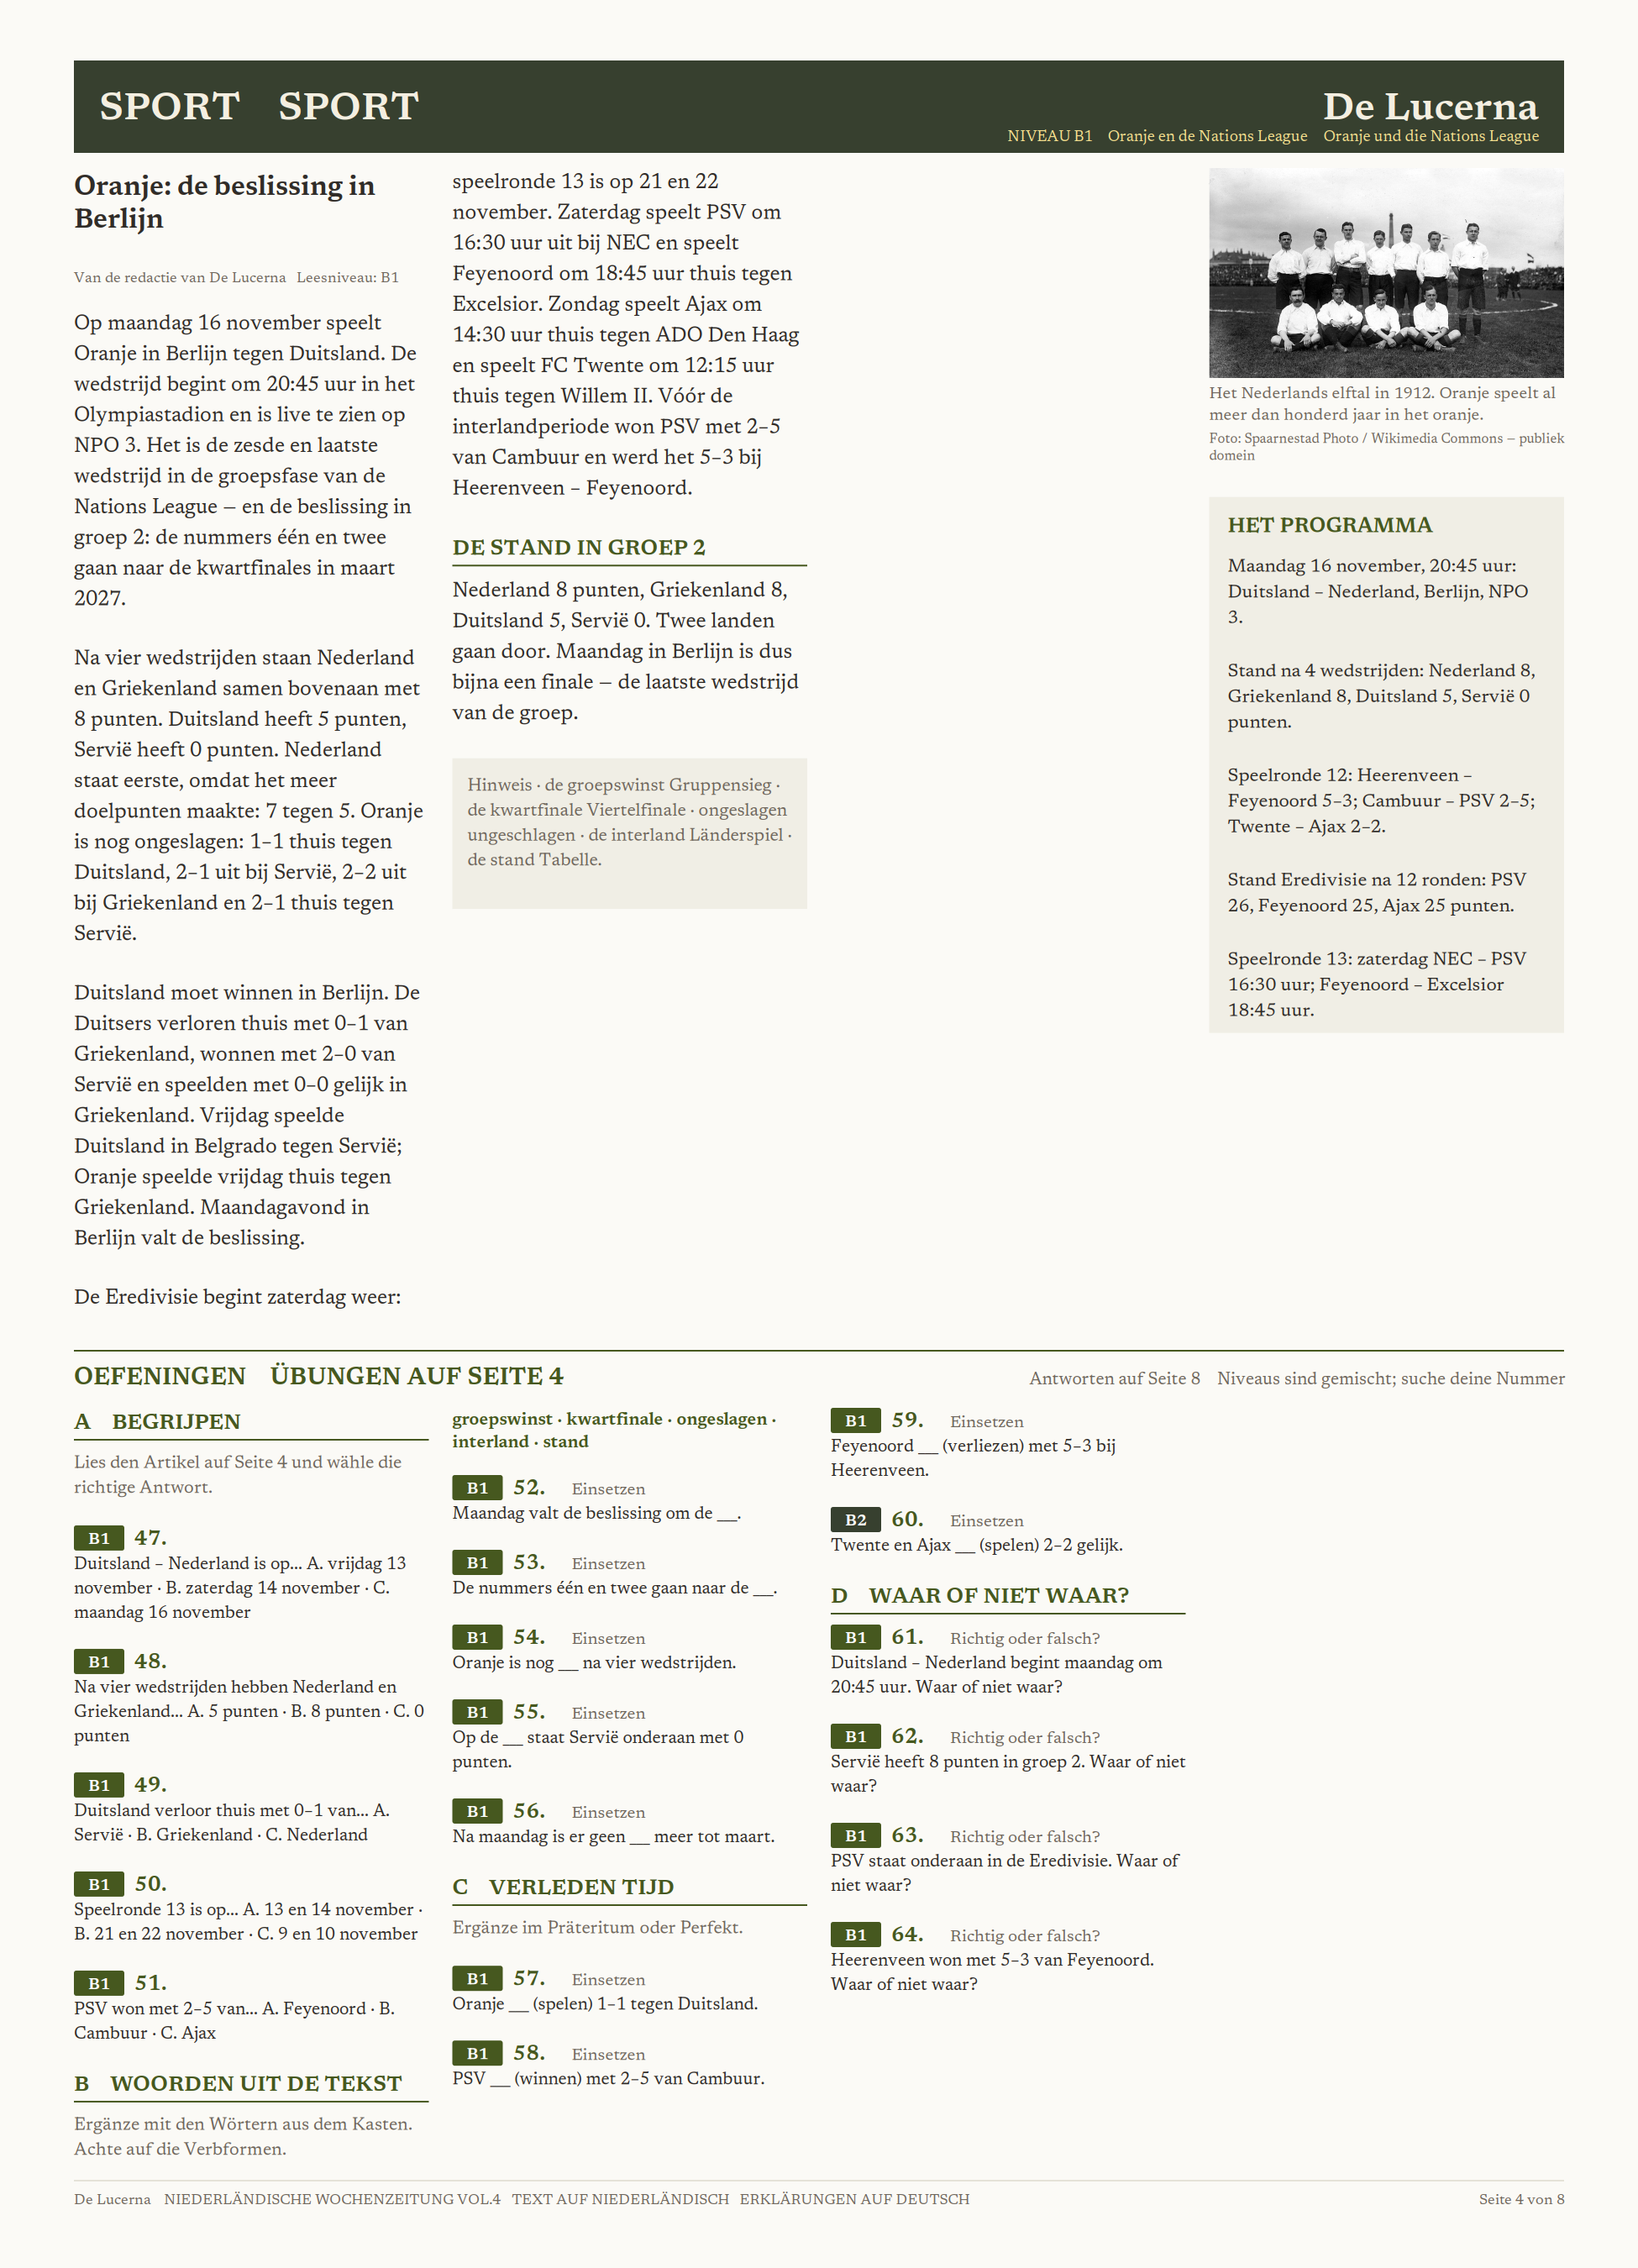 SPORT SPORT
De Lucerna
NIVEAU B1 Oranje en de Nations League Oranje und die Nations League
Oranje: de beslissing in
Berlijn
Van de redactie van De Lucerna Leesniveau: B1
Op maandag 16 november speelt
Oranje in Berlijn tegen Duitsland. De
wedstrijd begint om 20:45 uur in het
Olympiastadion en is live te zien op
NPO 3. Het is de zesde en laatste
wedstrijd in de groepsfase van de
Nations League — en de beslissing in
groep 2: de nummers één en twee
gaan naar de kwartfinales in maart
2027.
Na vier wedstrijden staan Nederland
en Griekenland samen bovenaan met
8 punten. Duitsland heeft 5 punten,
Servië heeft 0 punten. Nederland
staat eerste, omdat het meer
doelpunten maakte: 7 tegen 5. Oranje
is nog ongeslagen: 1–1 thuis tegen
Duitsland, 2–1 uit bij Servië, 2–2 uit
bij Griekenland en 2–1 thuis tegen
Servië.
Duitsland moet winnen in Berlijn. De
Duitsers verloren thuis met 0–1 van
Griekenland, wonnen met 2–0 van
Servië en speelden met 0–0 gelijk in
Griekenland. Vrijdag speelde
Duitsland in Belgrado tegen Servië;
Oranje speelde vrijdag thuis tegen
Griekenland. Maandagavond in
Berlijn valt de beslissing.
De Eredivisie begint zaterdag weer:
speelronde 13 is op 21 en 22
november. Zaterdag speelt PSV om
16:30 uur uit bij NEC en speelt
Feyenoord om 18:45 uur thuis tegen
Excelsior. Zondag speelt Ajax om
14:30 uur thuis tegen ADO Den Haag
en speelt FC Twente om 12:15 uur
thuis tegen Willem II. Vóór de
interlandperiode won PSV met 2–5
van Cambuur en werd het 5–3 bij
Heerenveen – Feyenoord.
DE STAND IN GROEP 2
Nederland 8 punten, Griekenland 8,
Duitsland 5, Servië 0. Twee landen
gaan door. Maandag in Berlijn is dus
bijna een finale — de laatste wedstrijd
van de groep.
Hinweis · de groepswinst Gruppensieg ·
de kwartfinale Viertelfinale · ongeslagen
ungeschlagen · de interland Länderspiel ·
de stand Tabelle.
Het Nederlands elftal in 1912. Oranje speelt al
meer dan honderd jaar in het oranje.
Foto: Spaarnestad Photo / Wikimedia Commons — publiek
domein
HET PROGRAMMA
Maandag 16 november, 20:45 uur:
Duitsland – Nederland, Berlijn, NPO
3.
Stand na 4 wedstrijden: Nederland 8,
Griekenland 8, Duitsland 5, Servië 0
punten.
Speelronde 12: Heerenveen –
Feyenoord 5–3; Cambuur – PSV 2–5;
Twente – Ajax 2–2.
Stand Eredivisie na 12 ronden: PSV
26, Feyenoord 25, Ajax 25 punten.
Speelronde 13: zaterdag NEC – PSV
16:30 uur; Feyenoord – Excelsior
18:45 uur.
OEFENINGEN ÜBUNGEN AUF SEITE 4
Antworten auf Seite 8 Niveaus sind gemischt; suche deine Nummer
A BEGRIJPEN
Lies den Artikel auf Seite 4 und wähle die
richtige Antwort.
B1 47.
Duitsland – Nederland is op... A. vrijdag 13
november · B. zaterdag 14 november · C.
maandag 16 november
B1 48.
Na vier wedstrijden hebben Nederland en
Griekenland... A. 5 punten · B. 8 punten · C. 0
punten
B1 49.
Duitsland verloor thuis met 0–1 van... A.
Servië · B. Griekenland · C. Nederland
B1 50.
Speelronde 13 is op... A. 13 en 14 november ·
B. 21 en 22 november · C. 9 en 10 november
B1 51.
PSV won met 2–5 van... A. Feyenoord · B.
Cambuur · C. Ajax
B WOORDEN UIT DE TEKST
Ergänze mit den Wörtern aus dem Kasten.
Achte auf die Verbformen.
groepswinst · kwartfinale · ongeslagen ·
interland · stand
B1 52. Einsetzen
Maandag valt de beslissing om de ___.
B1 53. Einsetzen
De nummers één en twee gaan naar de ___.
B1 54. Einsetzen
Oranje is nog ___ na vier wedstrijden.
B1 55. Einsetzen
Op de ___ staat Servië onderaan met 0
punten.
B1 56. Einsetzen
Na maandag is er geen ___ meer tot maart.
C VERLEDEN TIJD
Ergänze im Präteritum oder Perfekt.
B1 57. Einsetzen
Oranje ___ (spelen) 1–1 tegen Duitsland.
B1 58. Einsetzen
PSV ___ (winnen) met 2–5 van Cambuur.
B1 59. Einsetzen
Feyenoord ___ (verliezen) met 5–3 bij
Heerenveen.
B2 60. Einsetzen
Twente en Ajax ___ (spelen) 2–2 gelijk.
D WAAR OF NIET WAAR?
B1 61. Richtig oder falsch?
Duitsland – Nederland begint maandag om
20:45 uur. Waar of niet waar?
B1 62. Richtig oder falsch?
Servië heeft 8 punten in groep 2. Waar of niet
waar?
B1 63. Richtig oder falsch?
PSV staat onderaan in de Eredivisie. Waar of
niet waar?
B1 64. Richtig oder falsch?
Heerenveen won met 5–3 van Feyenoord.
Waar of niet waar?
De Lucerna NIEDERLÄNDISCHE WOCHENZEITUNG VOL.4 TEXT AUF NIEDERLÄNDISCH ERKLÄRUNGEN AUF DEUTSCH
Seite 4 von 8